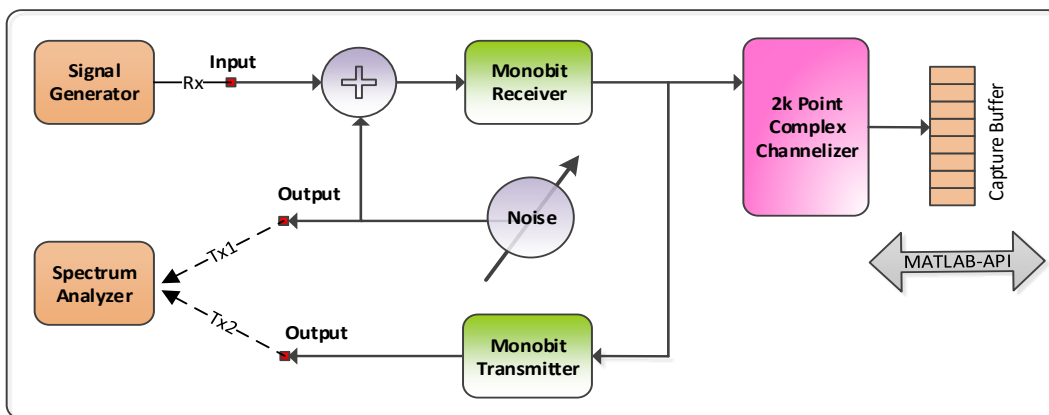 Signal
Generator
Rx
Input
Monobit
Receiver
2k Point
Complex
Channelizer
Capture Buffer
Output
Noise
Tx1
Spectrum
Analyzer
MATLAB-API
Tx2
Output
Monobit
Transmitter